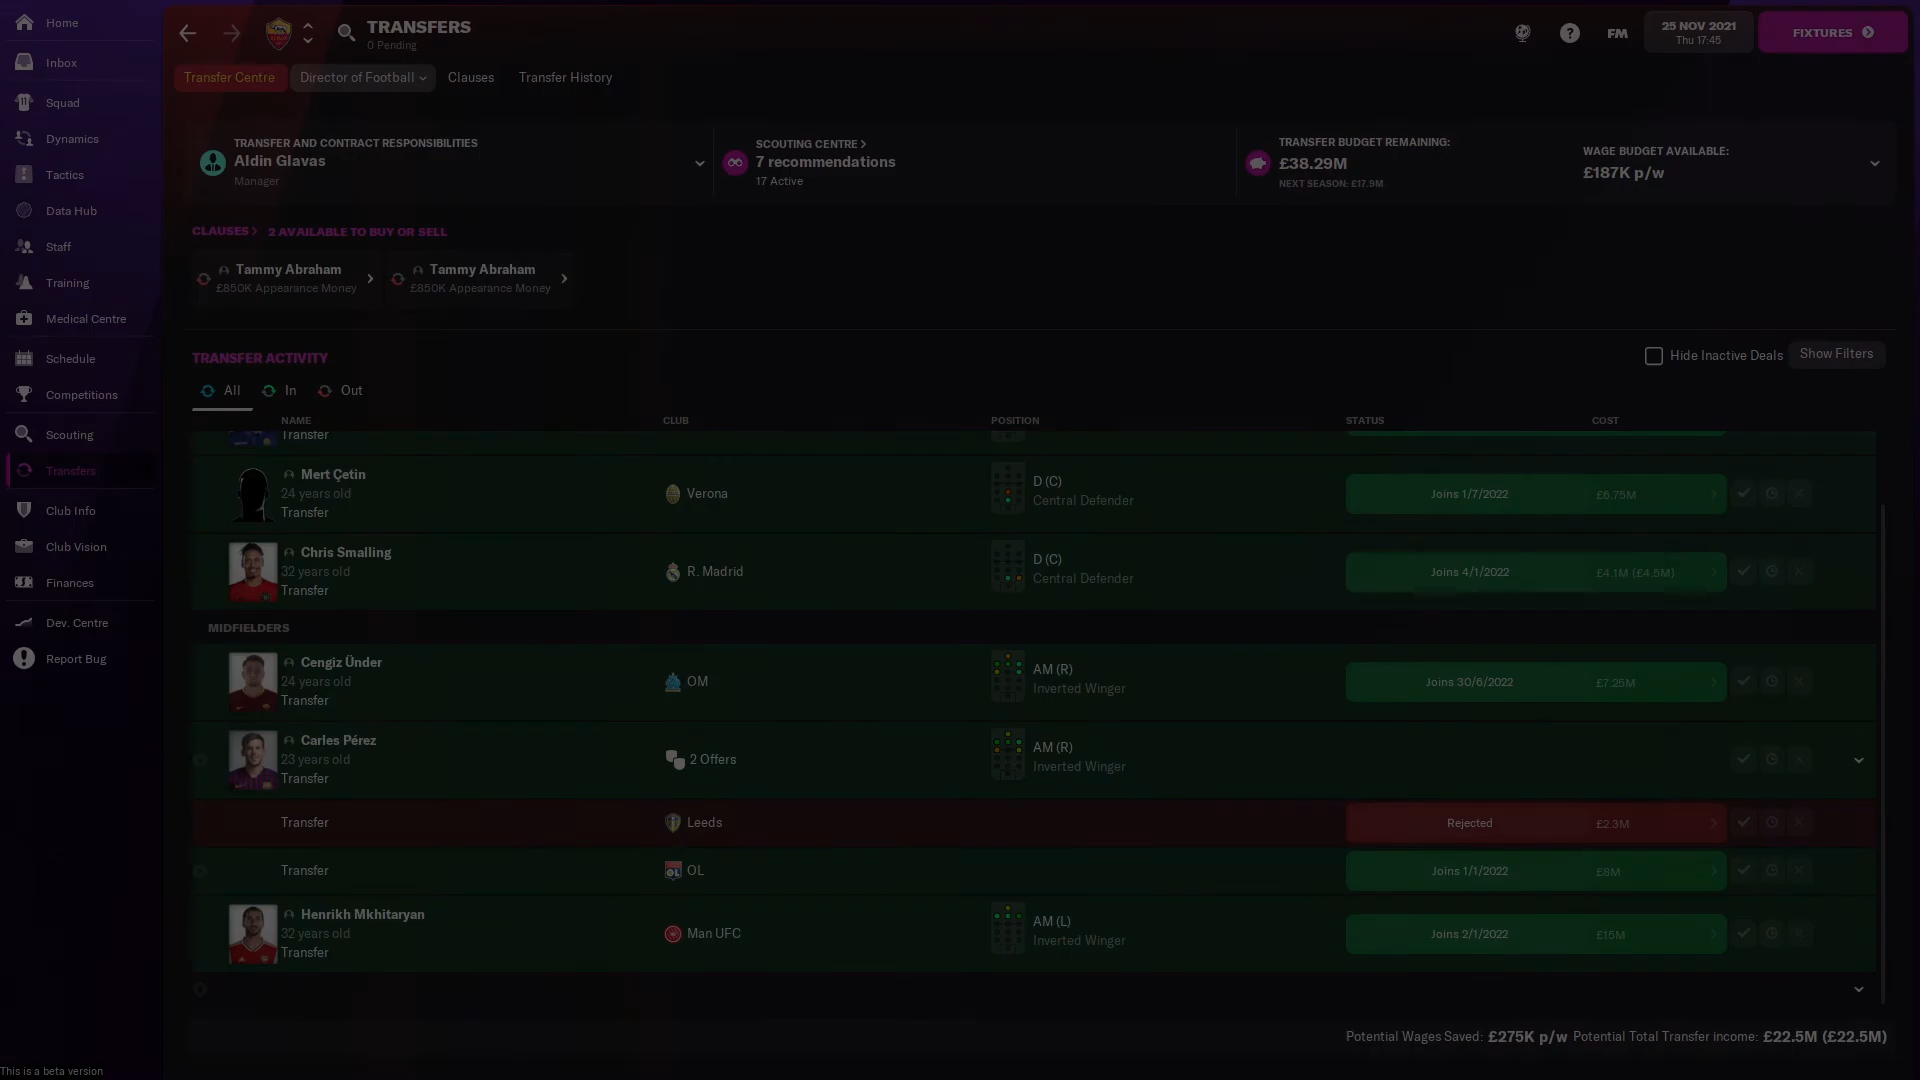 Home
Inbox
Squad
Dynamics
Tactics
Data Hub
Staff
Training
Medical Centre
Schedule
Competitions
Scouting
Transfers
Club Info
Club Vision
Finances
Dev. Centre
Report Bug
This is a beta version
TRANSFERS
0 Pending
FM
25 NOV 2021
Thu 17:45
FIXTURES
Transfer Centre
Director of Football
Clauses
Transfer History
TRANSFER AND CONTRACT RESPONSIBILITIES
Aldin Glavas
Manager
SCOUTING CENTRE >
7 recommendations
17 Active
TRANSFER BUDGET REMAINING:
£38.29M
NEXT SEASON: £17.9M
WAGE BUDGET AVAILABLE:
£187K p/w
CLAUSES > 2 AVAILABLE TO BUY OR SELL
Tammy Abraham
£850K Appearance Money
Tammy Abraham
£850K Appearance Money
TRANSFER ACTIVITY
Hide Inactive Deals
Show Filters
All In Out
NAME CLUB POSITION STATUS COST
Transfer
Mert Çetin
24 years old
Transfer
Verona
D (C)
Central Defender
Joins 1/7/2022 £6.75M
Chris Smalling
32 years old
Transfer
R. Madrid
D (C)
Central Defender
Joins 4/1/2022 £4.1M (£4.5M)
MIDFIELDERS
Cengiz Ünder
24 years old
Transfer
OM
AM (R)
Inverted Winger
Joins 30/6/2022 £7.25M
Carles Pérez
23 years old
Transfer
2 Offers
AM (R)
Inverted Winger
Transfer Leeds Rejected £2.3M
Transfer OL Joins 1/1/2022 £8M
Henrikh Mkhitaryan
32 years old
Transfer
Man UFC
AM (L)
Inverted Winger
Joins 2/1/2022 £15M
Potential Wages Saved: £275K p/w Potential Total Transfer income: £22.5M (£22.5M)